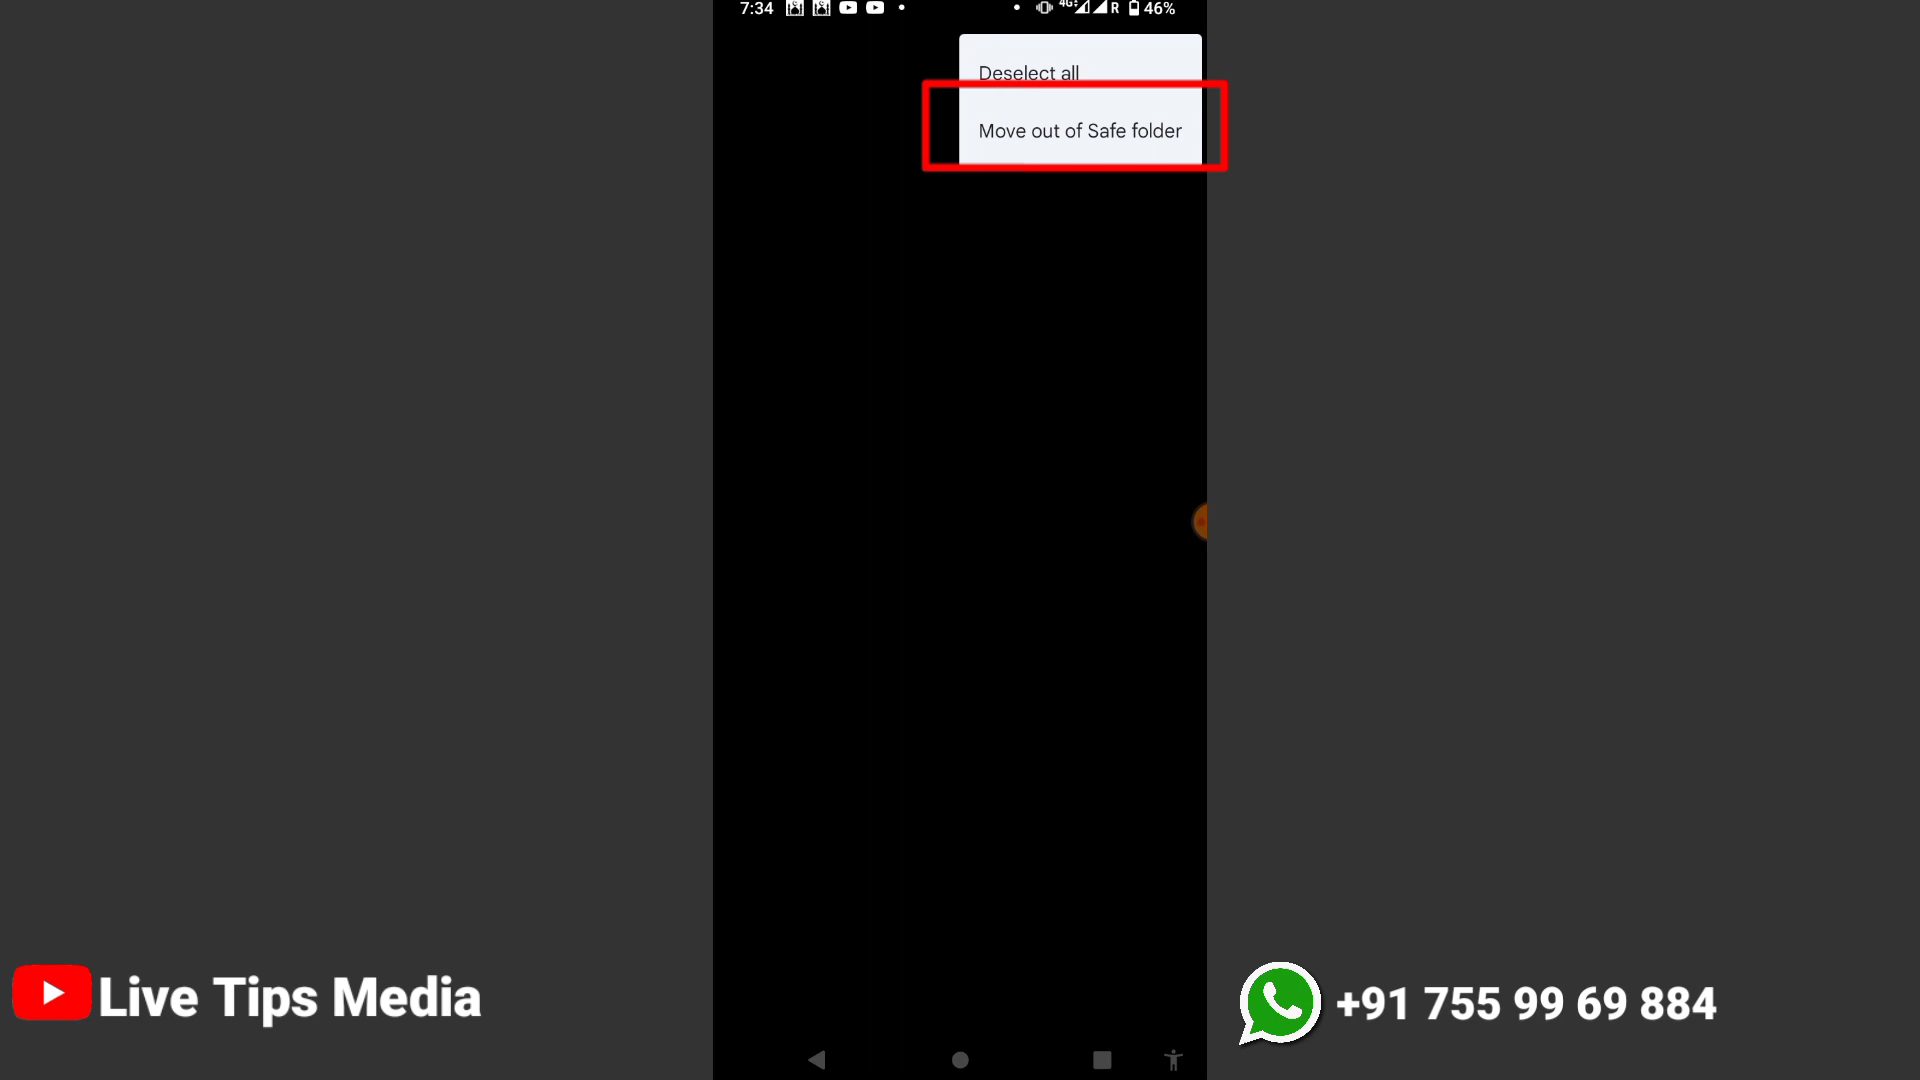 7:34
4G R 46%
Deselect all
Move out of Safe folder
Live Tips Media
+91 755 99 69 884